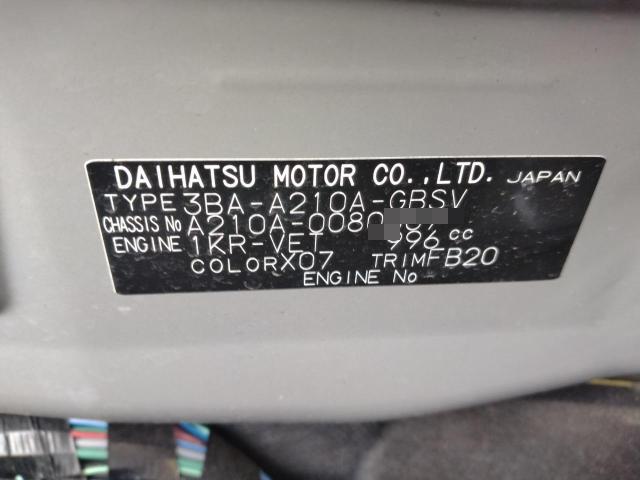 DAIHATSU MOTOR CO.,LTD. JAPAN
TYPE 3BA-A210A-GBSV
CHASSIS No A210A-0080
ENGINE 1KR-VET 996 cc
COLOR X07 TRIM FB20
ENGINE No